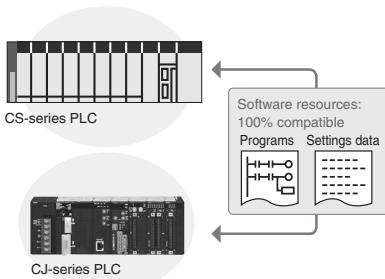 CS-series PLC
Software resources:
100% compatible
Programs Settings data
CJ-series PLC